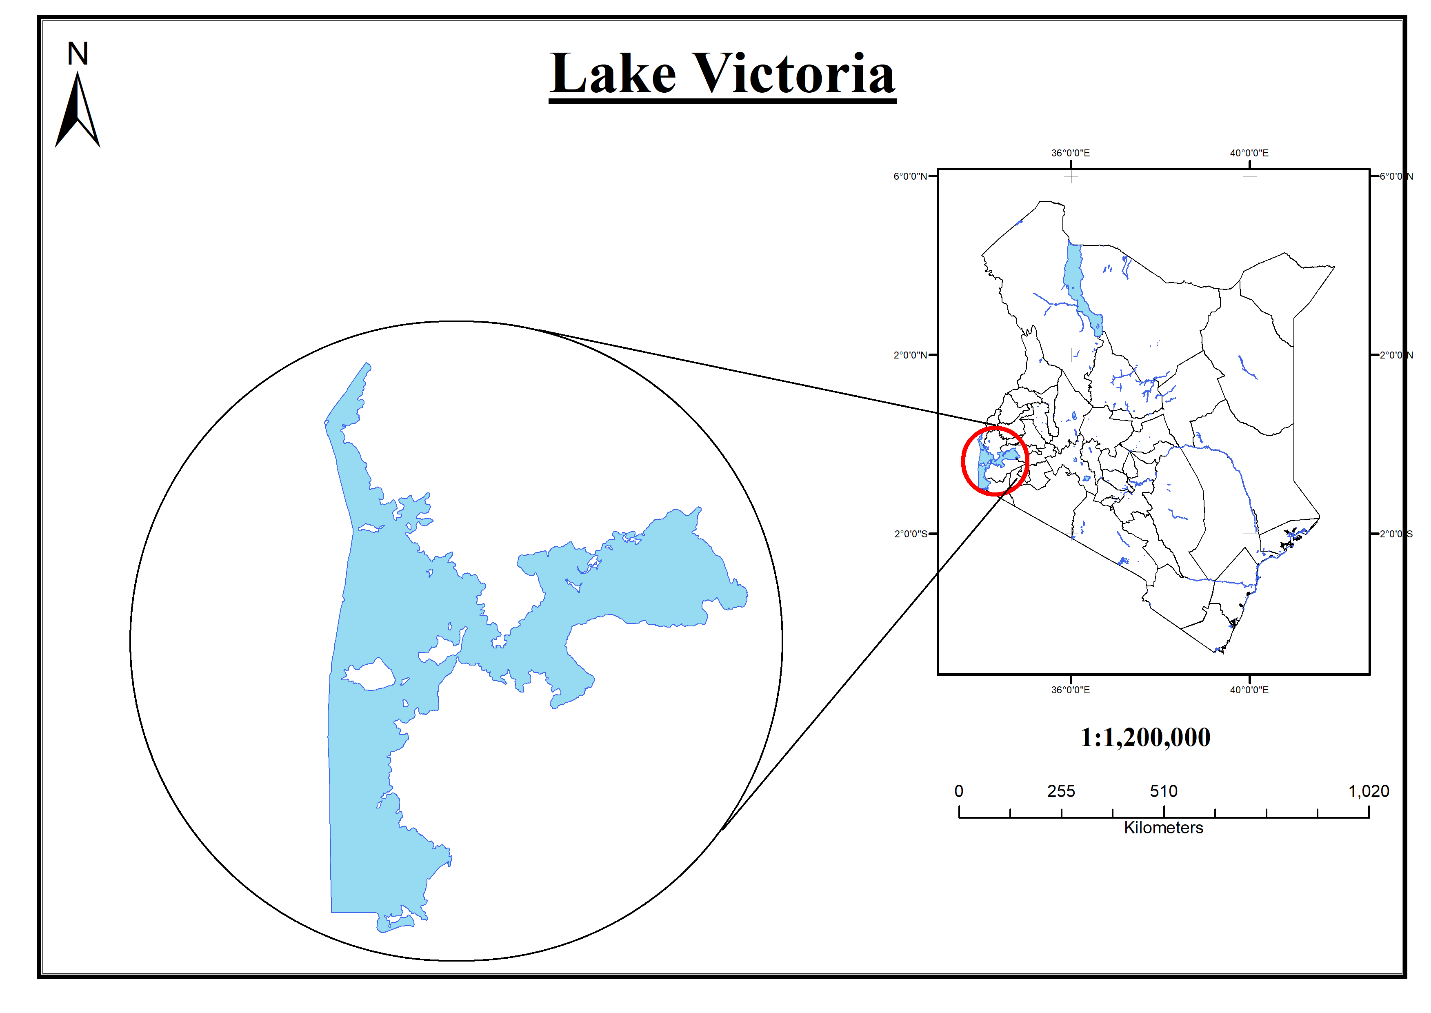 N
Lake Victoria
36°0'0"E 40°0'0"E
6°0'0"N 6°0'0"N
2°0'0"N 2°0'0"N
2°0'0"S 2°0'0"S
36°0'0"E 40°0'0"E
1:1,200,000
0 255 510 1,020
Kilometers